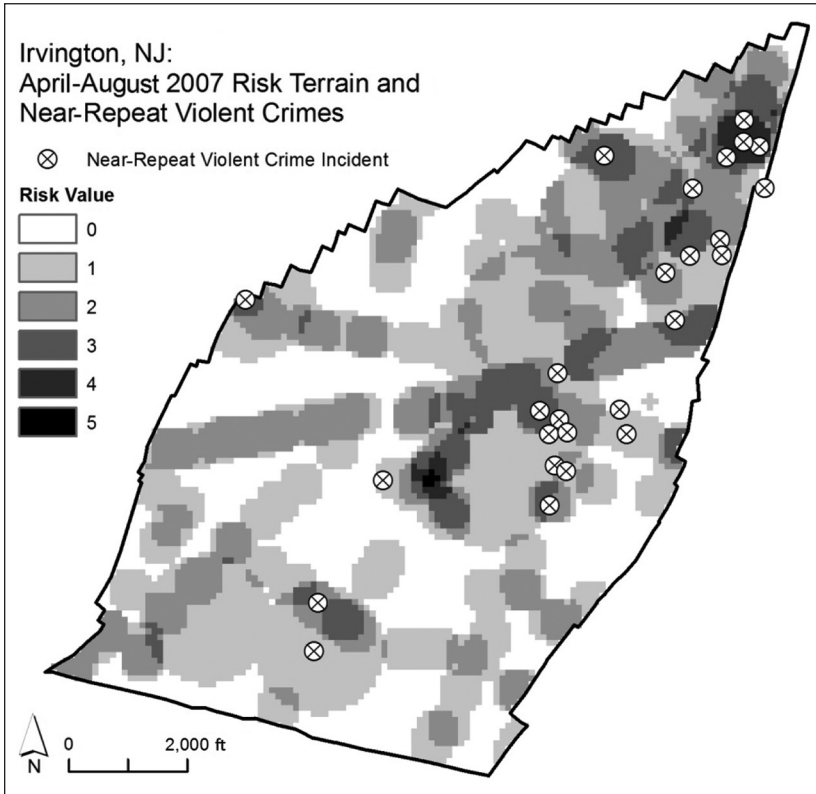 Irvington, NJ:
April-August 2007 Risk Terrain and
Near-Repeat Violent Crimes
Near-Repeat Violent Crime Incident
Risk Value
0
1
2
3
4
5
0 2,000 ft
N